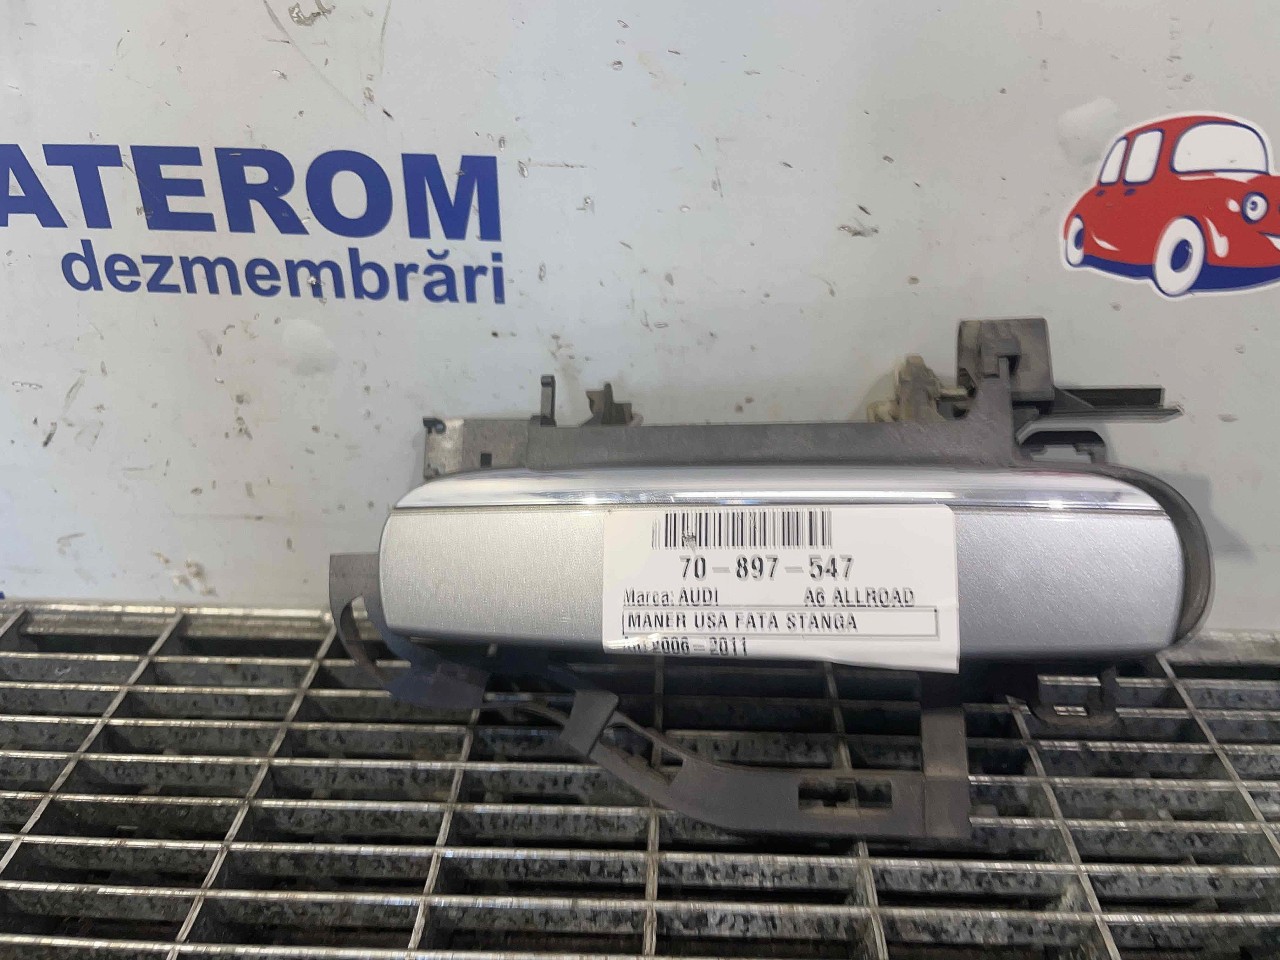 ATEROM
dezmembrări
70-897-547
Marca: AUDI A6 ALLROAD
MANER USA FATA STANGA
2006-2011